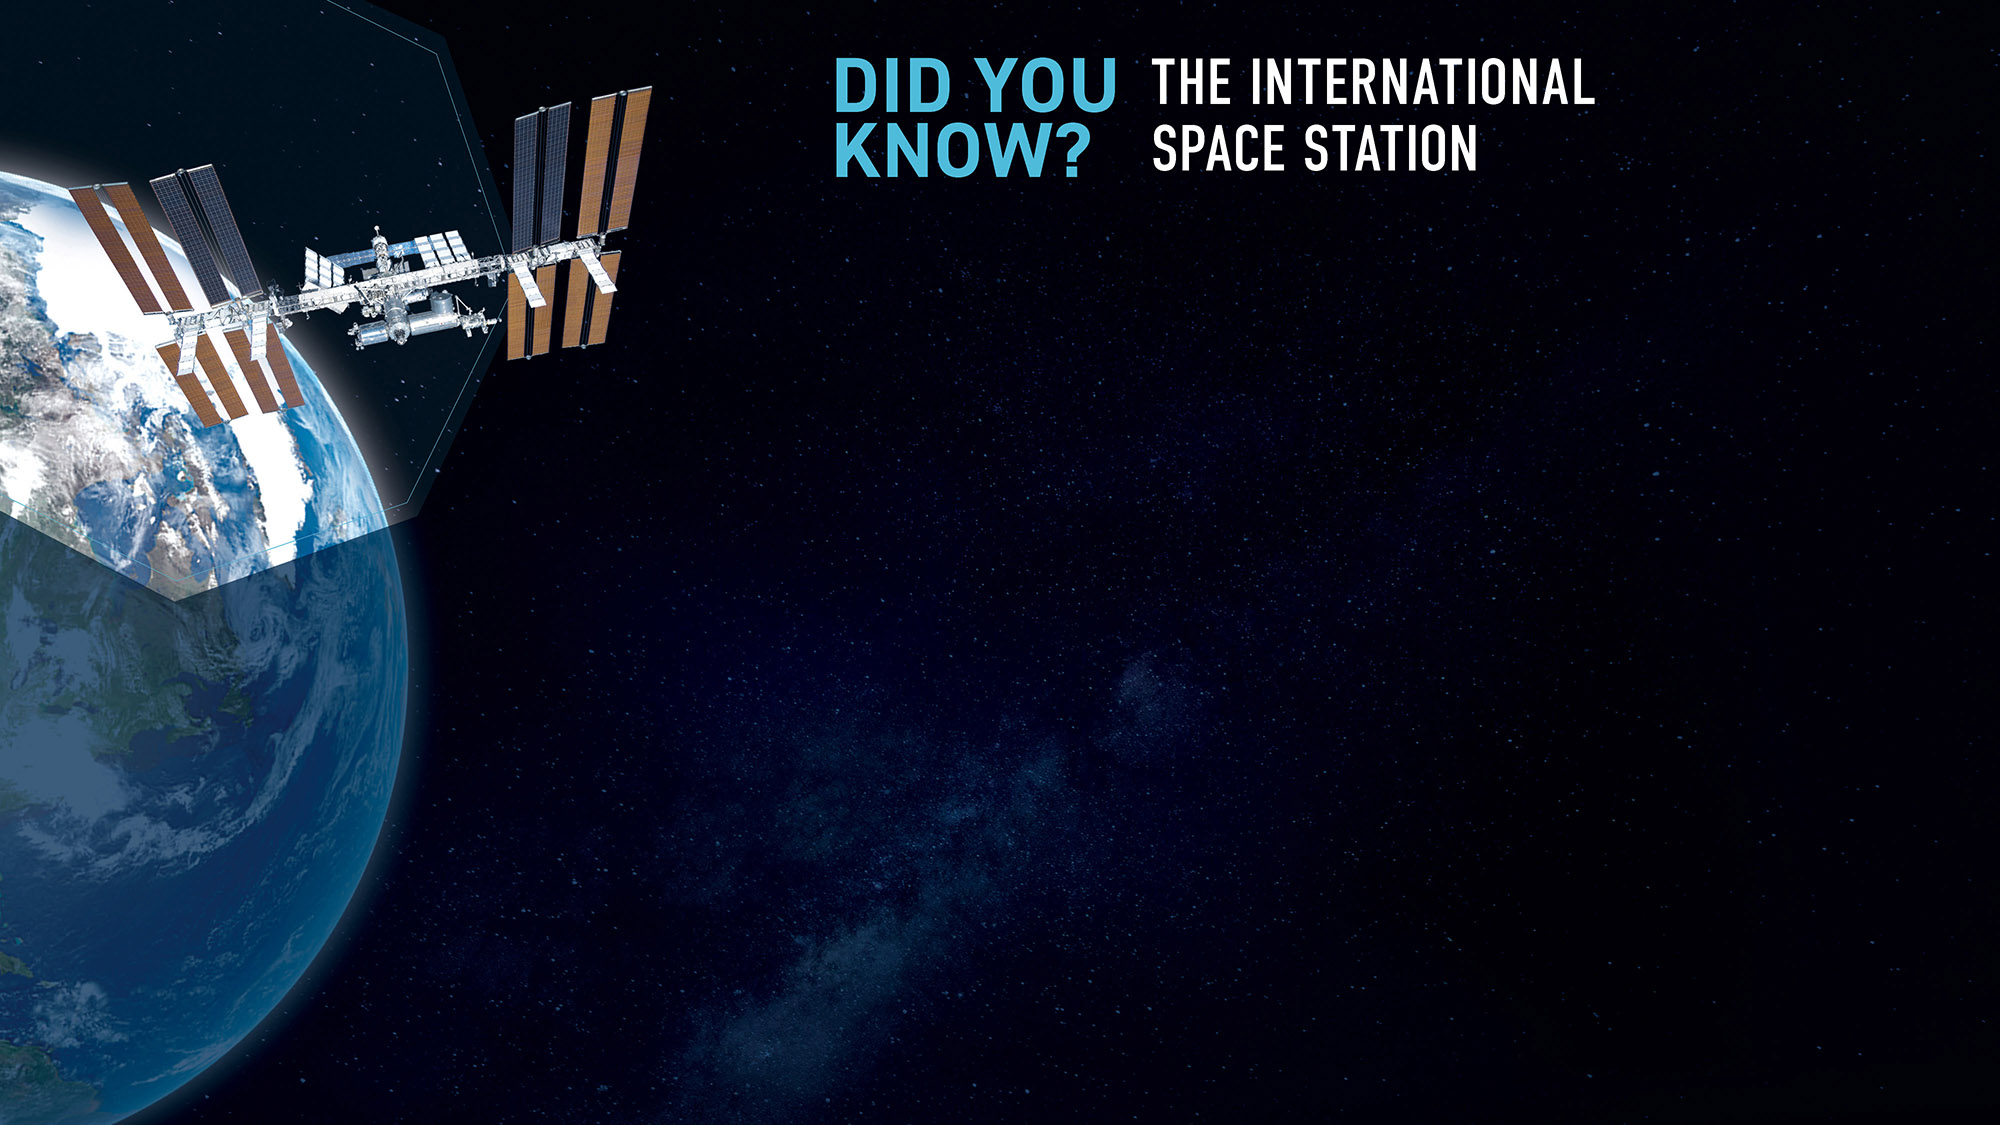 DID YOU
KNOW?
THE INTERNATIONAL
SPACE STATION